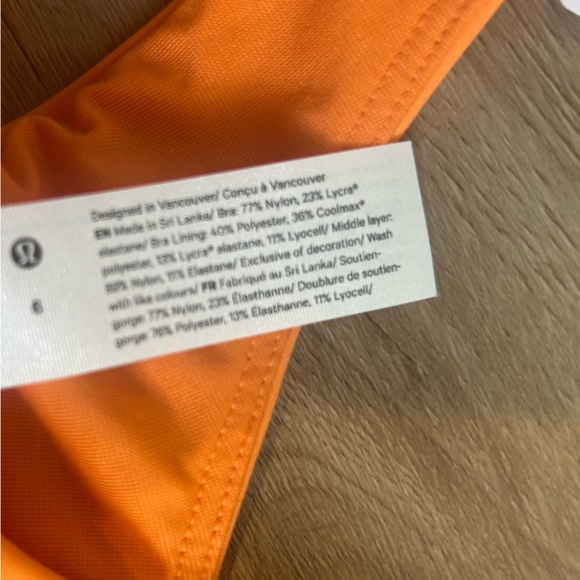 Designed in Vancouver/ Conçu à Vancouver
EN Made in Sri Lanka/ Bra: 77% Nylon, 23% Lycra®
elastane/ Bra Lining: 40% Polyester, 36% Coolmax®
polyester, 13% Lycra® elastane, 11% Lyocell/ Middle layer:
Nylon, 11% Elastane/ Exclusive of decoration/ Wash
with like colours/ FR Fabriqué au Sri Lanka/ Soutien-
gorge: 77% Nylon, 23% Élasthanne/ Doublure de soutien-
gorge: 76% Polyester, 13% Élasthanne, 11% Lyocell/
6